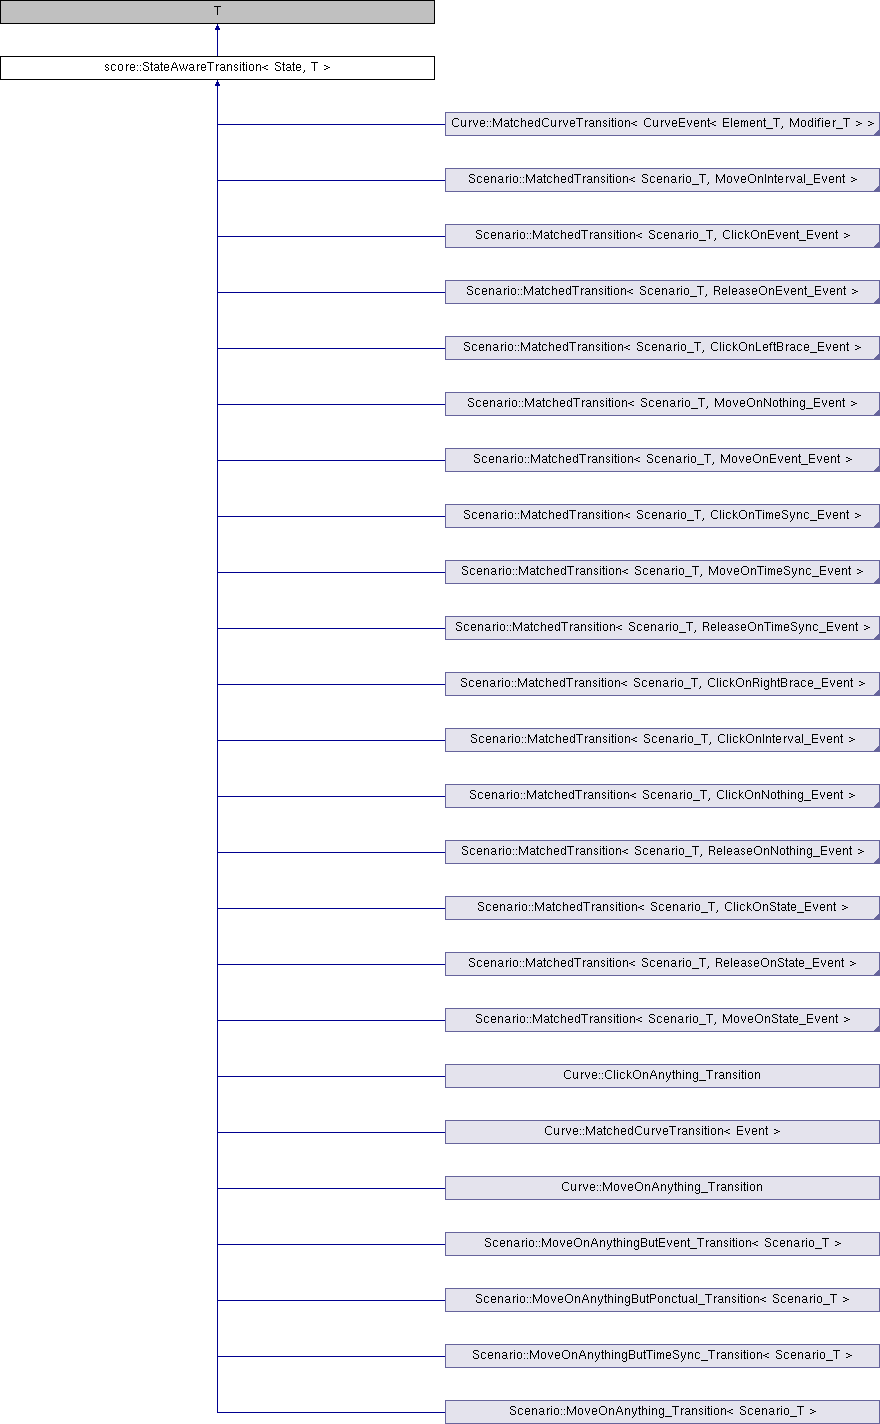 T
score::StateAwareTransition< State, T >
Curve::MatchedCurveTransition< CurveEvent< Element_T, Modifier_T > >
Scenario::MatchedTransition< Scenario_T, MoveOnInterval_Event >
Scenario::MatchedTransition< Scenario_T, ClickOnEvent_Event >
Scenario::MatchedTransition< Scenario_T, ReleaseOnEvent_Event >
Scenario::MatchedTransition< Scenario_T, ClickOnLeftBrace_Event >
Scenario::MatchedTransition< Scenario_T, MoveOnNothing_Event >
Scenario::MatchedTransition< Scenario_T, MoveOnEvent_Event >
Scenario::MatchedTransition< Scenario_T, ClickOnTimeSync_Event >
Scenario::MatchedTransition< Scenario_T, MoveOnTimeSync_Event >
Scenario::MatchedTransition< Scenario_T, ReleaseOnTimeSync_Event >
Scenario::MatchedTransition< Scenario_T, ClickOnRightBrace_Event >
Scenario::MatchedTransition< Scenario_T, ClickOnInterval_Event >
Scenario::MatchedTransition< Scenario_T, ClickOnNothing_Event >
Scenario::MatchedTransition< Scenario_T, ReleaseOnNothing_Event >
Scenario::MatchedTransition< Scenario_T, ClickOnState_Event >
Scenario::MatchedTransition< Scenario_T, ReleaseOnState_Event >
Scenario::MatchedTransition< Scenario_T, MoveOnState_Event >
Curve::ClickOnAnything_Transition
Curve::MatchedCurveTransition< Event >
Curve::MoveOnAnything_Transition
Scenario::MoveOnAnythingButEvent_Transition< Scenario_T >
Scenario::MoveOnAnythingButPonctual_Transition< Scenario_T >
Scenario::MoveOnAnythingButTimeSync_Transition< Scenario_T >
Scenario::MoveOnAnything_Transition< Scenario_T >